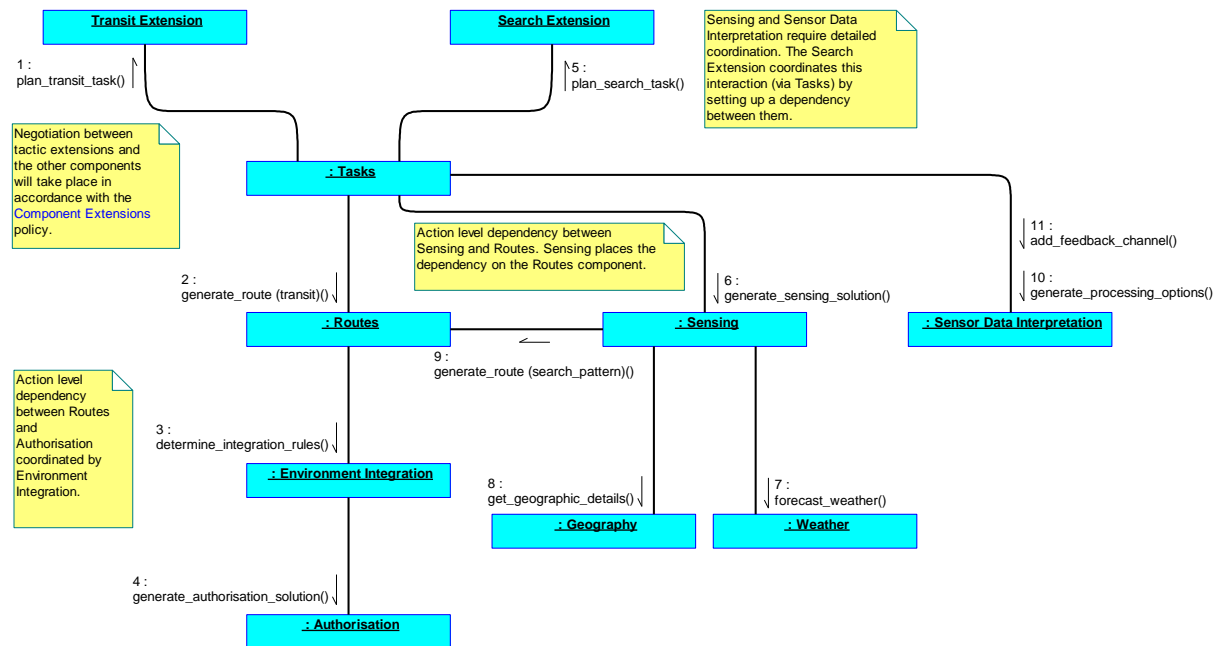 Transit Extension
Search Extension
Sensing and Sensor Data
Interpretation require detailed
coordination. The Search
Extension coordinates this
interaction (via Tasks) by
setting up a dependency
between them.
1 :
plan_transit_task()
5 :
plan_search_task()
Negotiation between
tactic extensions and
the other components
will take place in
accordance with the
Component Extensions
policy.
: Tasks
Action level dependency between
Sensing and Routes. Sensing places the
dependency on the Routes component.
11 :
add_feedback_channel()
2 :
generate_route (transit)()
6 :
generate_sensing_solution()
10 :
generate_processing_options()
: Routes
: Sensing
: Sensor Data Interpretation
9 :
generate_route (search_pattern)()
Action level
dependency
between Routes
and
Authorisation
coordinated by
Environment
Integration.
3 :
determine_integration_rules()
: Environment Integration
8 :
get_geographic_details()
7 :
forecast_weather()
: Geography
: Weather
4 :
generate_authorisation_solution()
: Authorisation